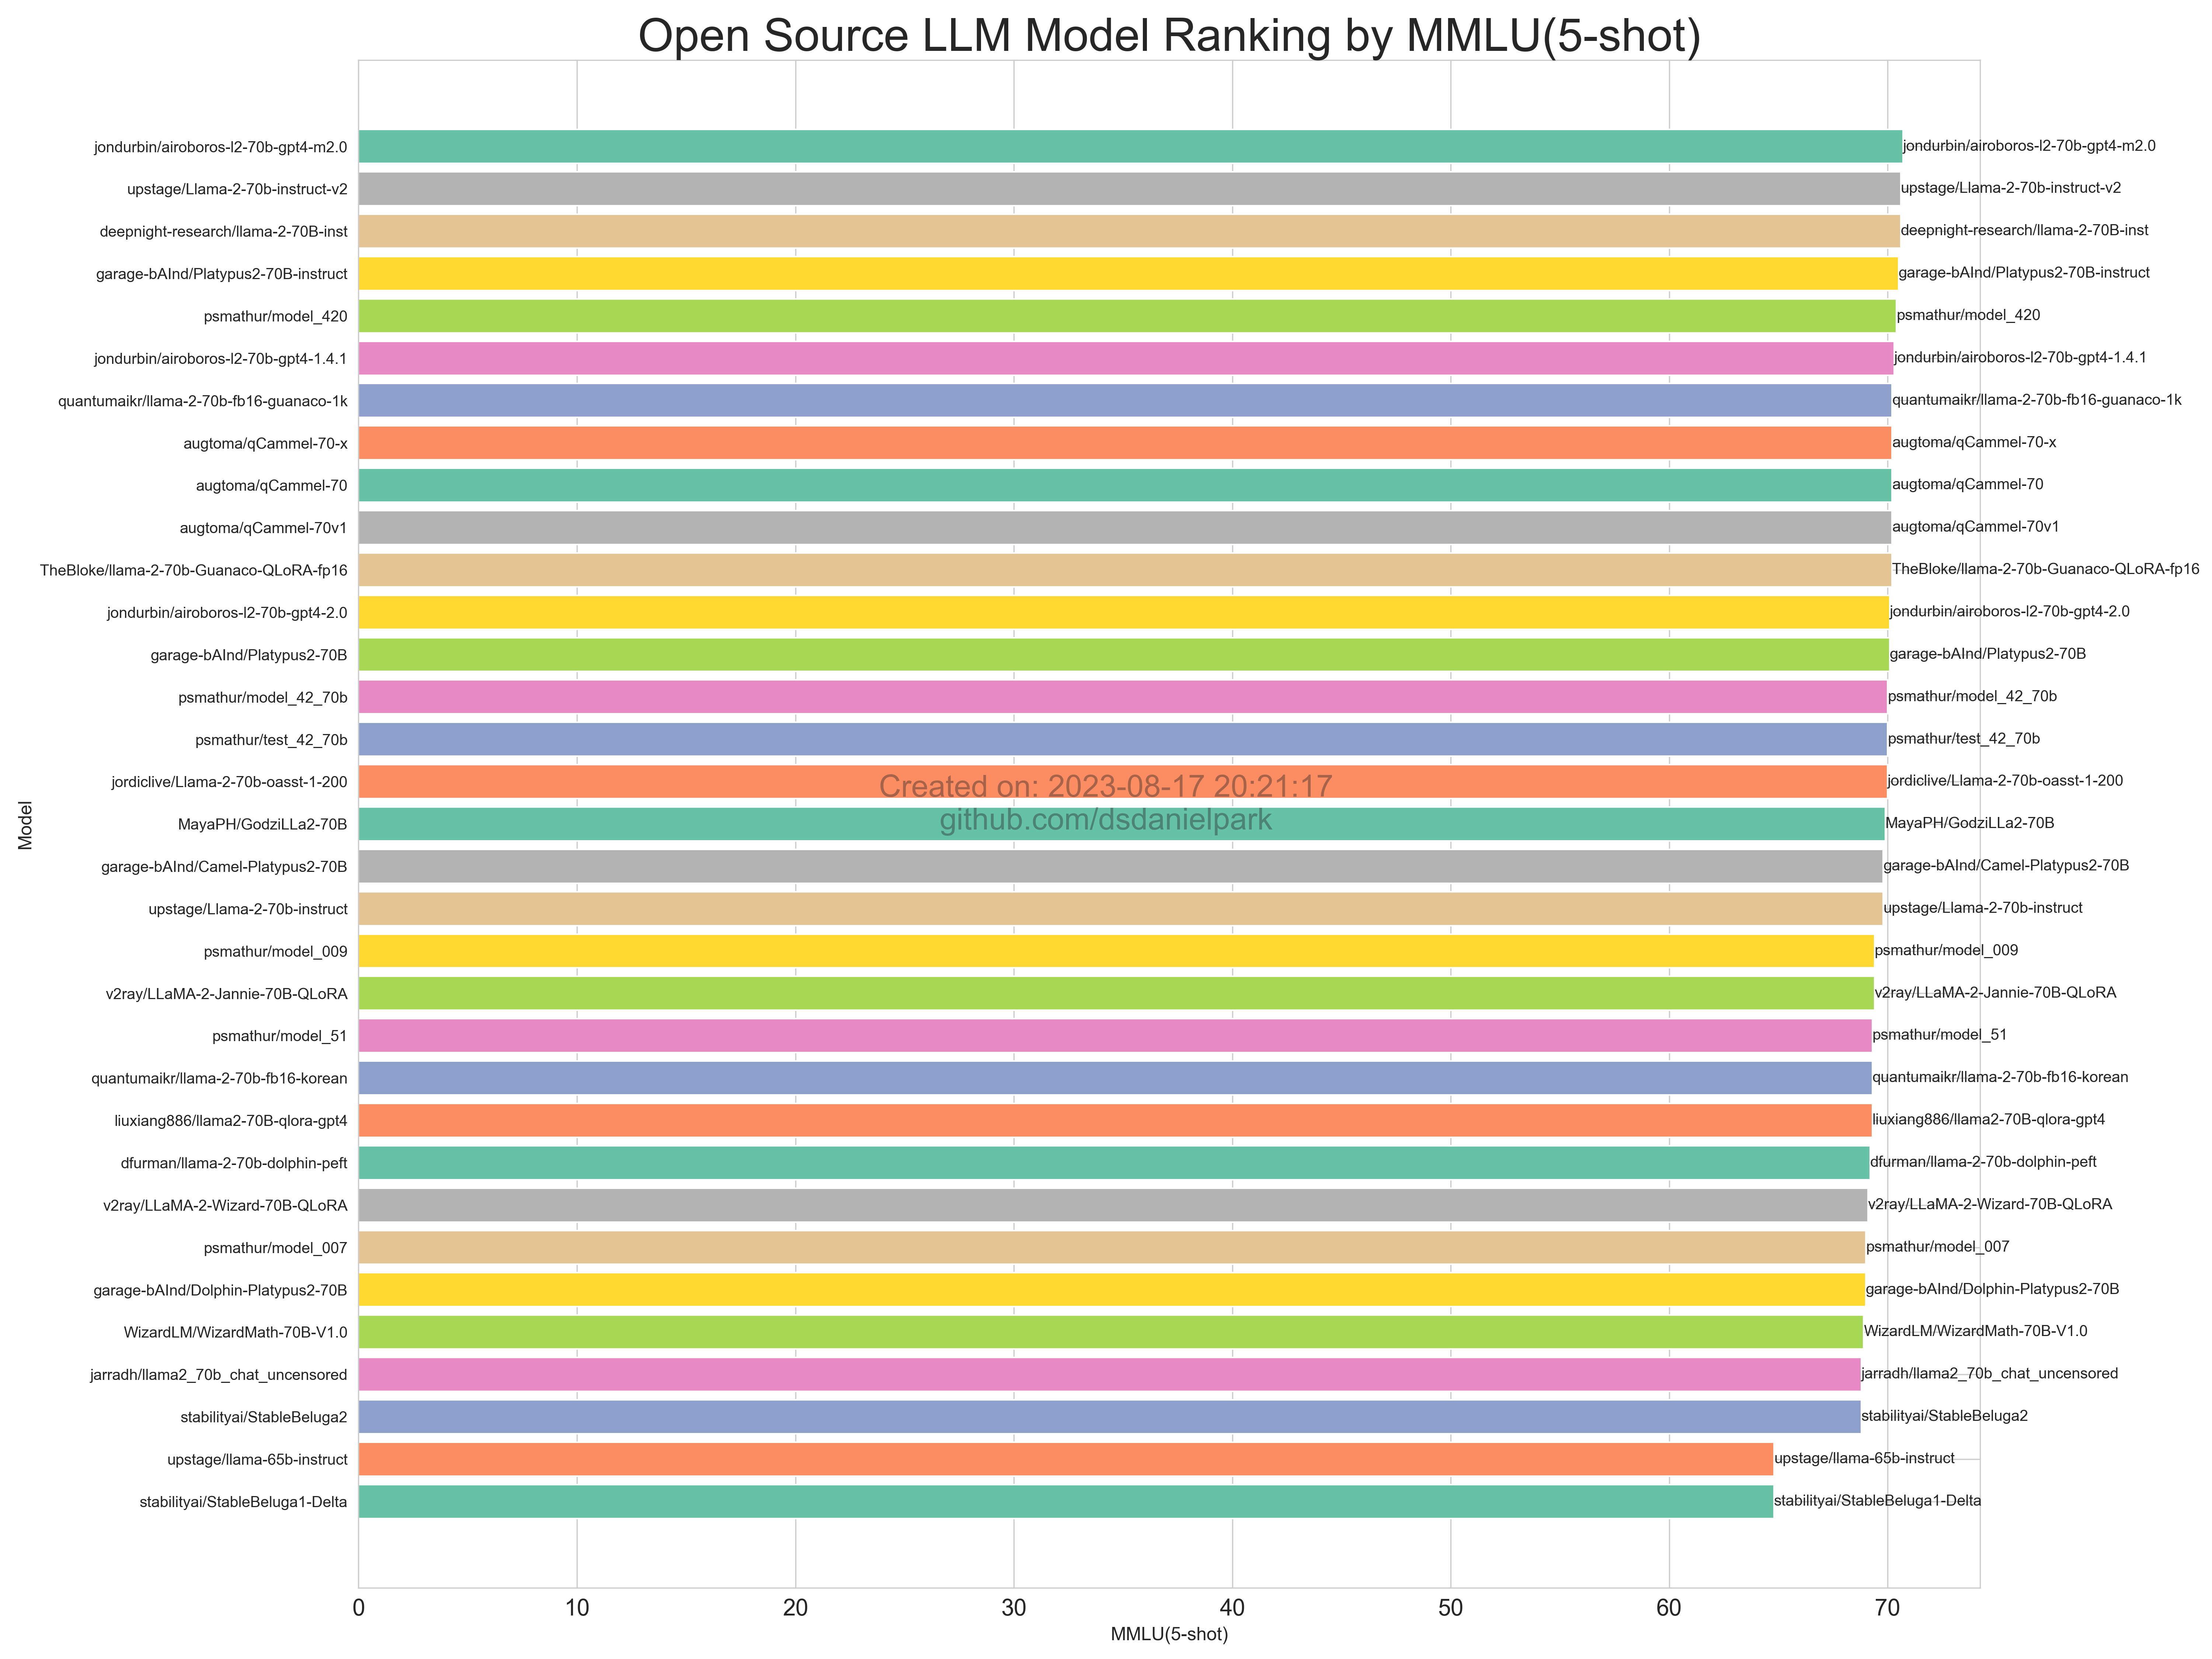 Open Source LLM Model Ranking by MMLU(5-shot)
jondurbin/airoboros-l2-70b-gpt4-m2.0 jondurbin/airoboros-l2-70b-gpt4-m2.0
upstage/Llama-2-70b-instruct-v2 upstage/Llama-2-70b-instruct-v2
deepnight-research/llama-2-70B-inst deepnight-research/llama-2-70B-inst
garage-bAInd/Platypus2-70B-instruct garage-bAInd/Platypus2-70B-instruct
psmathur/model_420 psmathur/model_420
jondurbin/airoboros-l2-70b-gpt4-1.4.1 jondurbin/airoboros-l2-70b-gpt4-1.4.1
quantumaikr/llama-2-70b-fb16-guanaco-1k quantumaikr/llama-2-70b-fb16-guanaco-1k
augtoma/qCammel-70-x augtoma/qCammel-70-x
augtoma/qCammel-70 augtoma/qCammel-70
augtoma/qCammel-70v1 augtoma/qCammel-70v1
TheBloke/llama-2-70b-Guanaco-QLoRA-fp16 TheBloke/llama-2-70b-Guanaco-QLoRA-fp16
jondurbin/airoboros-l2-70b-gpt4-2.0 jondurbin/airoboros-l2-70b-gpt4-2.0
garage-bAInd/Platypus2-70B garage-bAInd/Platypus2-70B
psmathur/model_42_70b psmathur/model_42_70b
psmathur/test_42_70b psmathur/test_42_70b
jordiclive/Llama-2-70b-oasst-1-200 jordiclive/Llama-2-70b-oasst-1-200
Created on: 2023-08-17 20:21:17
github.com/dsdanielpark
MayaPH/GodziLLa2-70B MayaPH/GodziLLa2-70B
garage-bAInd/Camel-Platypus2-70B garage-bAInd/Camel-Platypus2-70B
upstage/Llama-2-70b-instruct upstage/Llama-2-70b-instruct
psmathur/model_009 psmathur/model_009
v2ray/LLaMA-2-Jannie-70B-QLoRA v2ray/LLaMA-2-Jannie-70B-QLoRA
psmathur/model_51 psmathur/model_51
quantumaikr/llama-2-70b-fb16-korean quantumaikr/llama-2-70b-fb16-korean
liuxiang886/llama2-70B-qlora-gpt4 liuxiang886/llama2-70B-qlora-gpt4
dfurman/llama-2-70b-dolphin-peft dfurman/llama-2-70b-dolphin-peft
v2ray/LLaMA-2-Wizard-70B-QLoRA v2ray/LLaMA-2-Wizard-70B-QLoRA
psmathur/model_007 psmathur/model_007
garage-bAInd/Dolphin-Platypus2-70B garage-bAInd/Dolphin-Platypus2-70B
WizardLM/WizardMath-70B-V1.0 WizardLM/WizardMath-70B-V1.0
jarradh/llama2_70b_chat_uncensored jarradh/llama2_70b_chat_uncensored
stabilityai/StableBeluga2 stabilityai/StableBeluga2
upstage/llama-65b-instruct upstage/llama-65b-instruct
stabilityai/StableBeluga1-Delta stabilityai/StableBeluga1-Delta
Model
0 10 20 30 40 50 60 70
MMLU(5-shot)